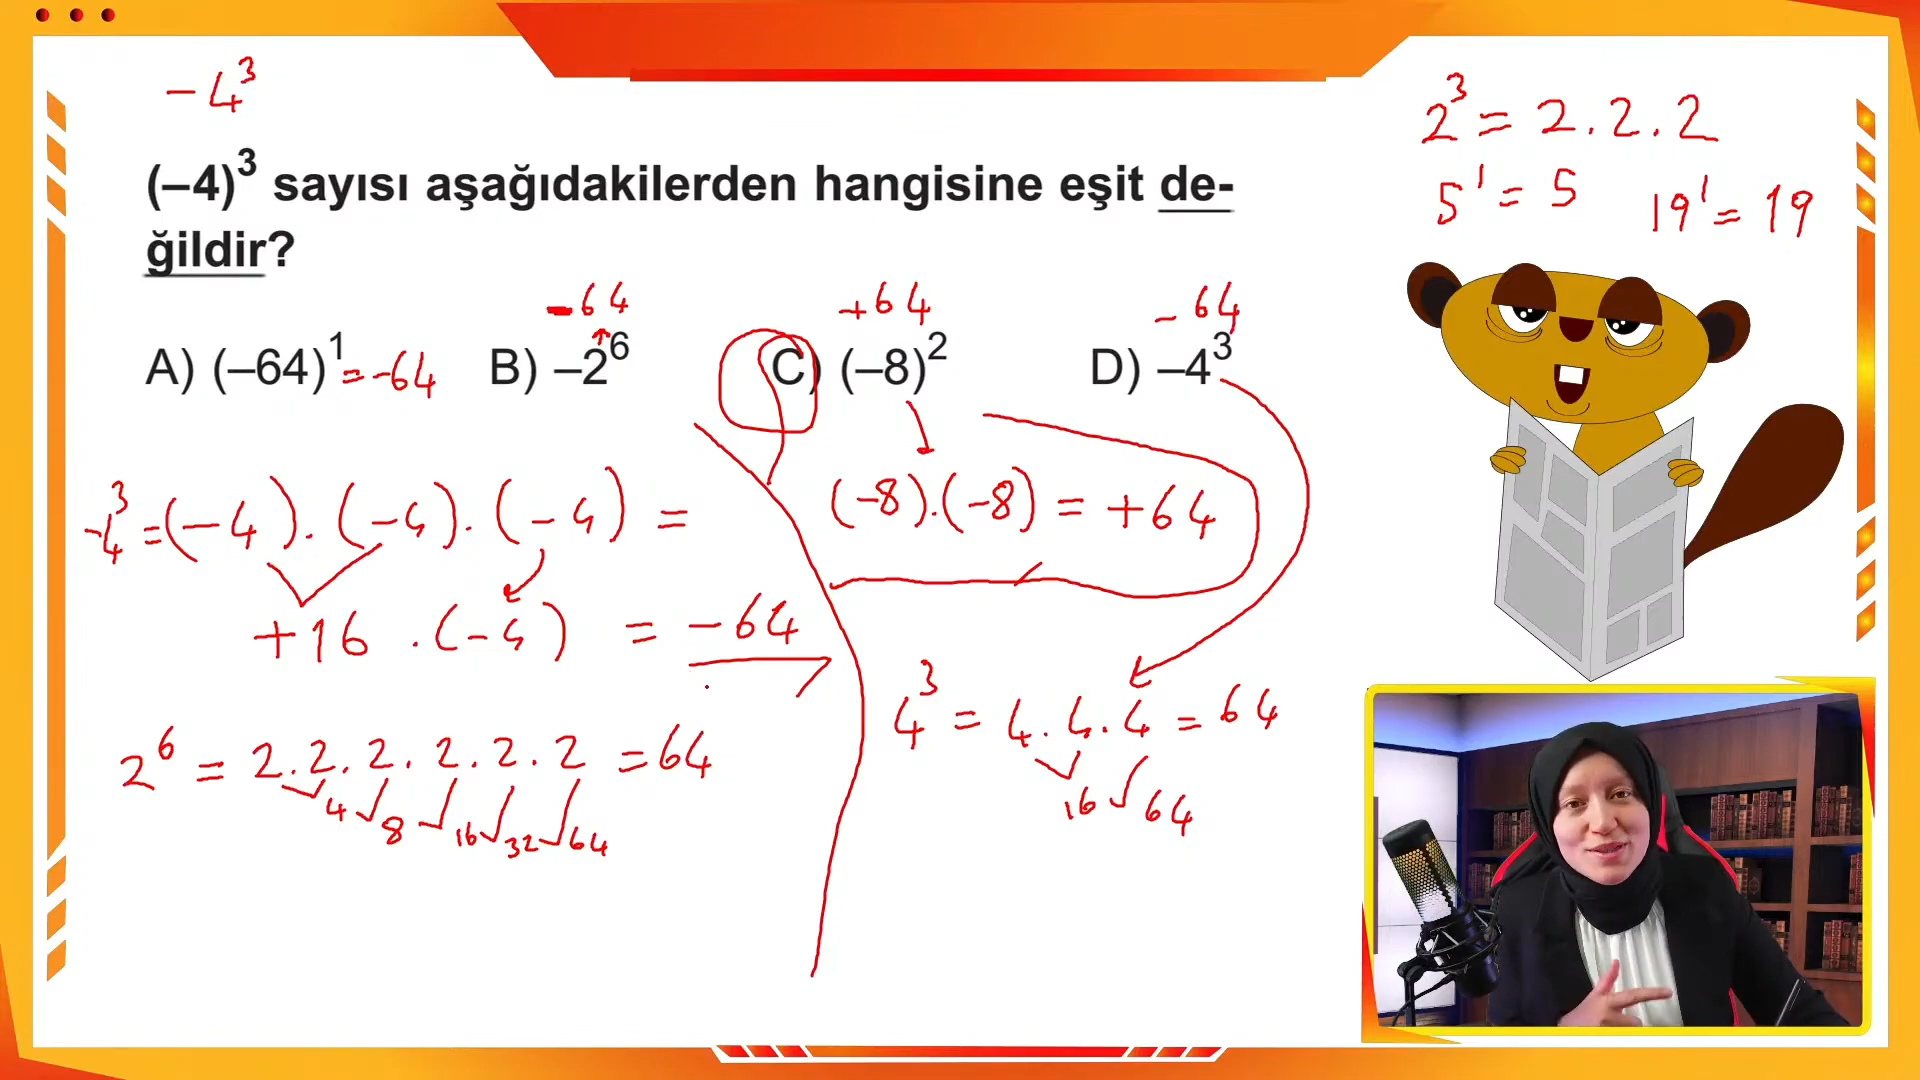 -4³
(–4)³ sayısı aşağıdakilerden hangisine eşit de-
ğildir?
2³ = 2.2.2
5¹ = 5 19¹ = 19
-64 +64 -64
A) (–64)¹ = -64 B) –2⁶ C) (–8)² D) –4³
-4³ = (-4).(-4).(-4) =
+16 .(-4) = -64
2⁶ = 2.2.2.2.2.2 = 64
4 8 16 32 64
(-8).(-8) = +64
4³ = 4.4.4 = 64
16 64